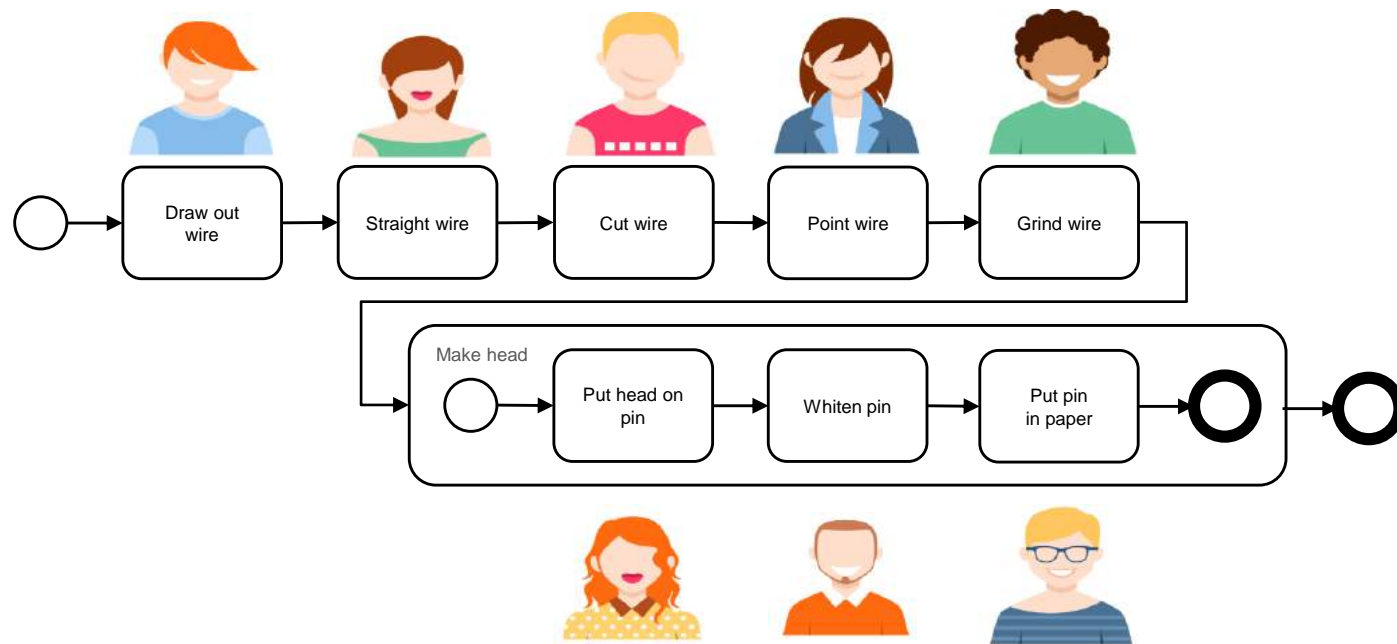 Draw out
wire
Straight wire
Cut wire
Point wire
Grind wire
Make head
Put head on
pin
Whiten pin
Put pin
in paper